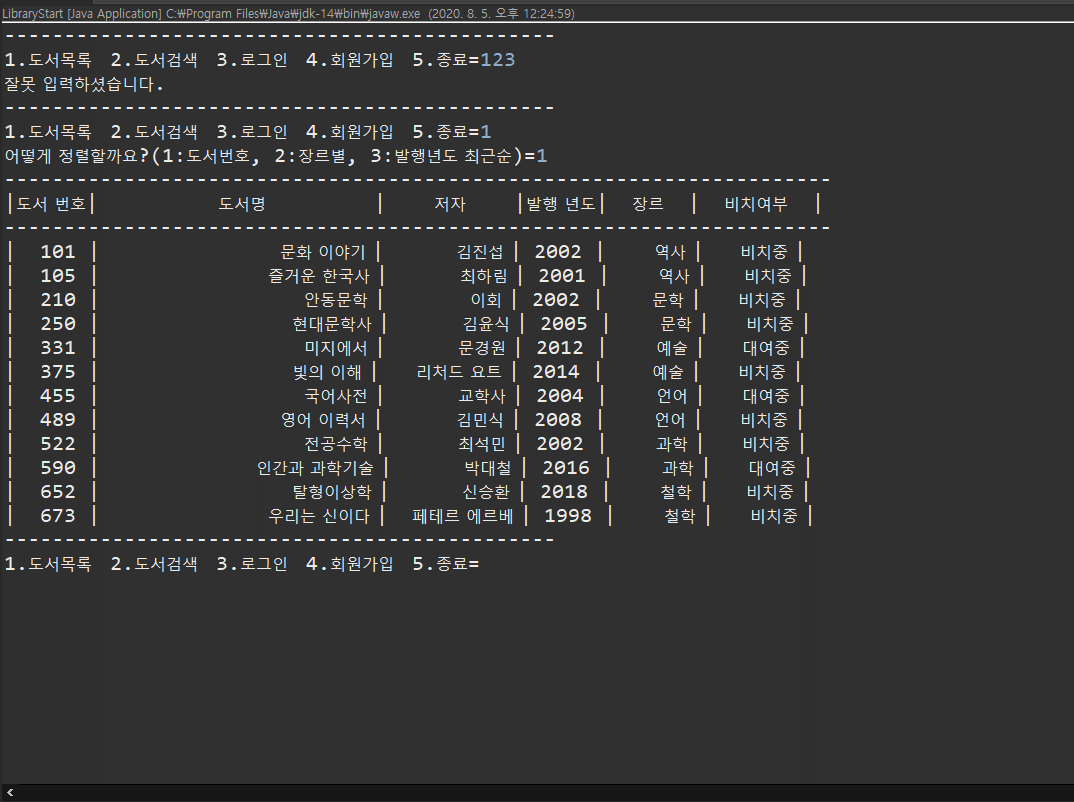 LibraryStart [Java Application] C:₩Program Files₩Java₩jdk-14₩bin₩javaw.exe (2020. 8. 5. 오후 12:24:59)
-----------------------------------------------
1.도서목록 2.도서검색 3.로그인 4.회원가입 5.종료=123
잘못 입력하셨습니다.
-----------------------------------------------
1.도서목록 2.도서검색 3.로그인 4.회원가입 5.종료=1
어떻게 정렬할까요?(1:도서번호, 2:장르별, 3:발행년도 최근순)=1
-----------------------------------------------------------------------
|도서 번호| 도서명 | 저자 |발행 년도| 장르 | 비치여부 |
-----------------------------------------------------------------------
| 101 | 문화 이야기 | 김진섭 | 2002 | 역사 | 비치중 |
| 105 | 즐거운 한국사 | 최하림 | 2001 | 역사 | 비치중 |
| 210 | 안동문학 | 이회 | 2002 | 문학 | 비치중 |
| 250 | 현대문학사 | 김윤식 | 2005 | 문학 | 비치중 |
| 331 | 미지에서 | 문경원 | 2012 | 예술 | 대여중 |
| 375 | 빛의 이해 | 리처드 요트 | 2014 | 예술 | 비치중 |
| 455 | 국어사전 | 교학사 | 2004 | 언어 | 대여중 |
| 489 | 영어 이력서 | 김민식 | 2008 | 언어 | 비치중 |
| 522 | 전공수학 | 최석민 | 2002 | 과학 | 비치중 |
| 590 | 인간과 과학기술 | 박대철 | 2016 | 과학 | 대여중 |
| 652 | 탈형이상학 | 신승환 | 2018 | 철학 | 비치중 |
| 673 | 우리는 신이다 | 페테르 에르베 | 1998 | 철학 | 비치중 |
-----------------------------------------------
1.도서목록 2.도서검색 3.로그인 4.회원가입 5.종료=